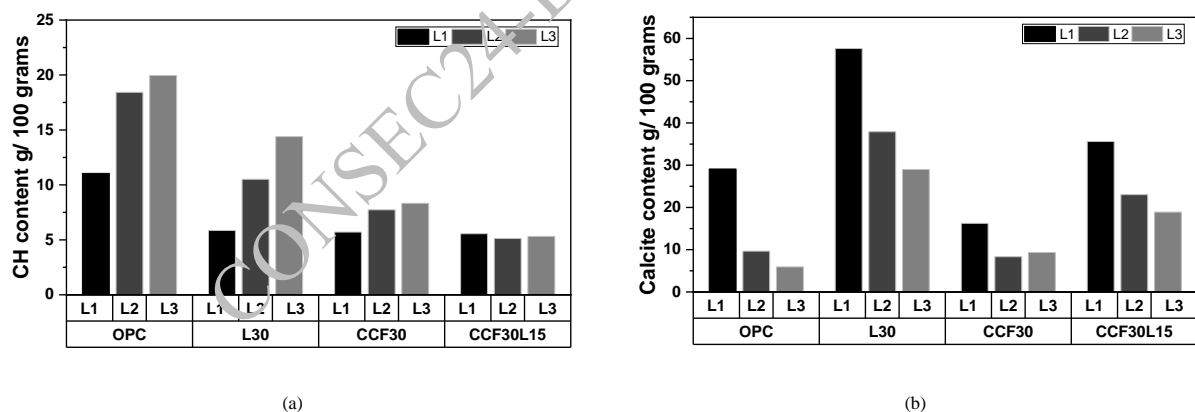 CH content g/ 100 grams
25
20
15
10
5
0
L1 L2 L3
L1 L2 L3 L1 L2 L3 L1 L2 L3 L1 L2 L3
OPC L30 CCF30 CCF30L15
(a)
Calcite content g/ 100 grams
60
50
40
30
20
10
0
L1 L2 L3
L1 L2 L3 L1 L2 L3 L1 L2 L3 L1 L2 L3
OPC L30 CCF30 CCF30L15
(b)
CONSEC24-